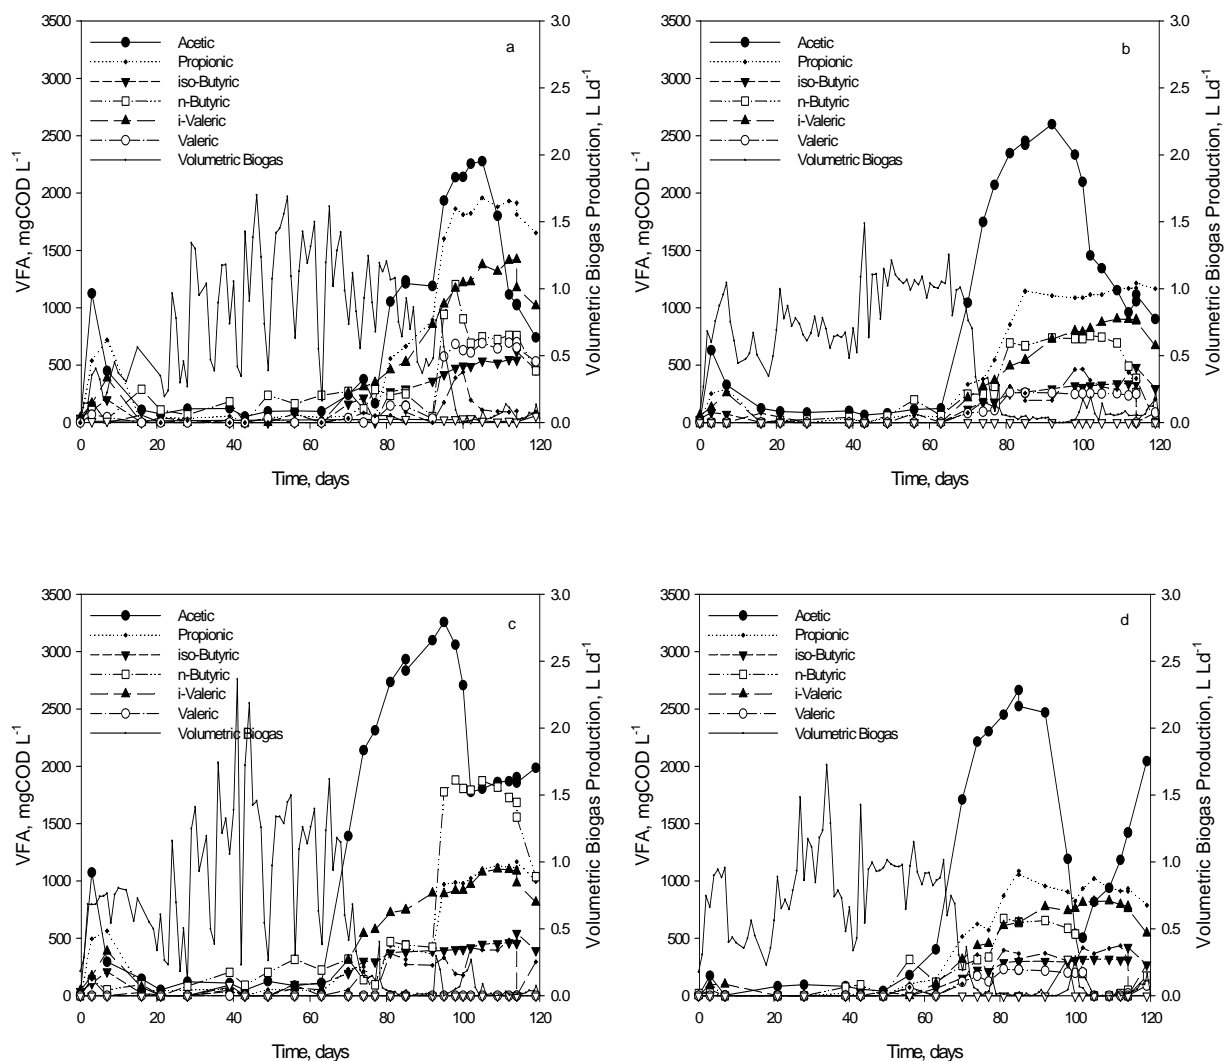 a
Acetic
Propionic
iso-Butyric
n-Butyric
i-Valeric
Valeric
Volumetric Biogas
VFA, mgCOD L-1
3500
3000
2500
2000
1500
1000
500
0
Volumetric Biogas Production, L Ld-1
3.0
2.5
2.0
1.5
1.0
0.5
0.0
0 20 40 60 80 100 120
Time, days
b
Acetic
Propionic
iso-Butyric
n-Butyric
i-Valeric
Valeric
Volumetric Biogas
VFA, mgCOD L-1
3500
3000
2500
2000
1500
1000
500
0
Volumetric Biogas Production, L Ld-1
3.0
2.5
2.0
1.5
1.0
0.5
0.0
0 20 40 60 80 100 120
Time, days
c
Acetic
Propionic
iso-Butyric
n-Butyric
i-Valeric
Valeric
Volumetric Biogas
VFA, mgCOD L-1
3500
3000
2500
2000
1500
1000
500
0
Volumetric Biogas Production, L Ld-1
3.0
2.5
2.0
1.5
1.0
0.5
0.0
0 20 40 60 80 100 120
Time, days
d
Acetic
Propionic
iso-Butyric
n-Butyric
i-Valeric
Valeric
Volumetric Biogas
VFA, mgCOD L-1
3500
3000
2500
2000
1500
1000
500
0
Volumetric Biogas Production, L Ld-1
3.0
2.5
2.0
1.5
1.0
0.5
0.0
0 20 40 60 80 100 120
Time, days